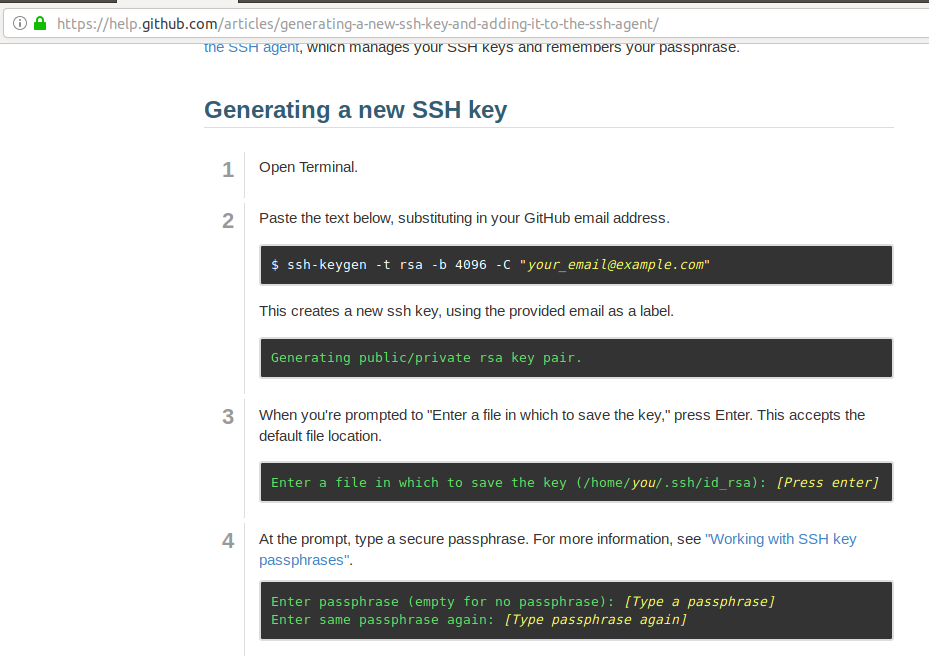 https://help.github.com/articles/generating-a-new-ssh-key-and-adding-it-to-the-ssh-agent/
the SSH agent, which manages your SSH keys and remembers your passphrase.
Generating a new SSH key
1 Open Terminal.
2 Paste the text below, substituting in your GitHub email address.
$ ssh-keygen -t rsa -b 4096 -C "your_email@example.com"
This creates a new ssh key, using the provided email as a label.
Generating public/private rsa key pair.
3 When you're prompted to "Enter a file in which to save the key," press Enter. This accepts the
default file location.
Enter a file in which to save the key (/home/you/.ssh/id_rsa): [Press enter]
4 At the prompt, type a secure passphrase. For more information, see "Working with SSH key
passphrases".
Enter passphrase (empty for no passphrase): [Type a passphrase]
Enter same passphrase again: [Type passphrase again]